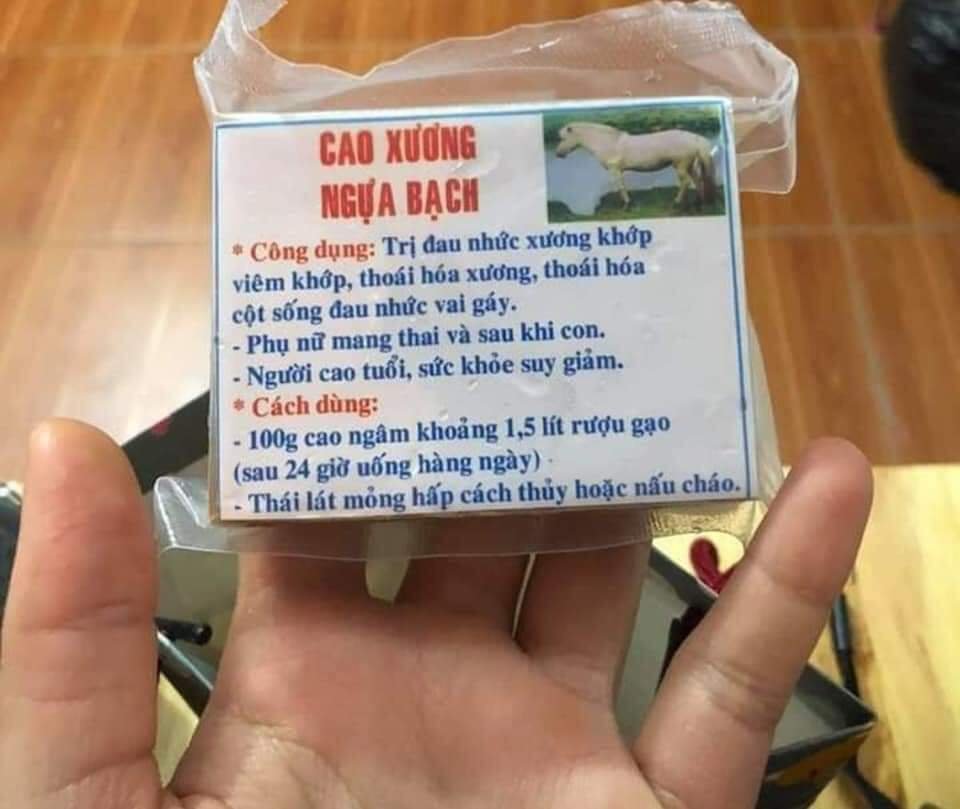 CAO XƯƠNG
NGỰA BẠCH
* Công dụng: Trị đau nhức xương khớp
viêm khớp, thoái hóa xương, thoái hóa
cột sống đau nhức vai gáy.
- Phụ nữ mang thai và sau khi con.
- Người cao tuổi, sức khỏe suy giảm.
* Cách dùng:
- 100g cao ngâm khoảng 1,5 lít rượu gạo
(sau 24 giờ uống hàng ngày)
- Thái lát mỏng hấp cách thủy hoặc nấu cháo.